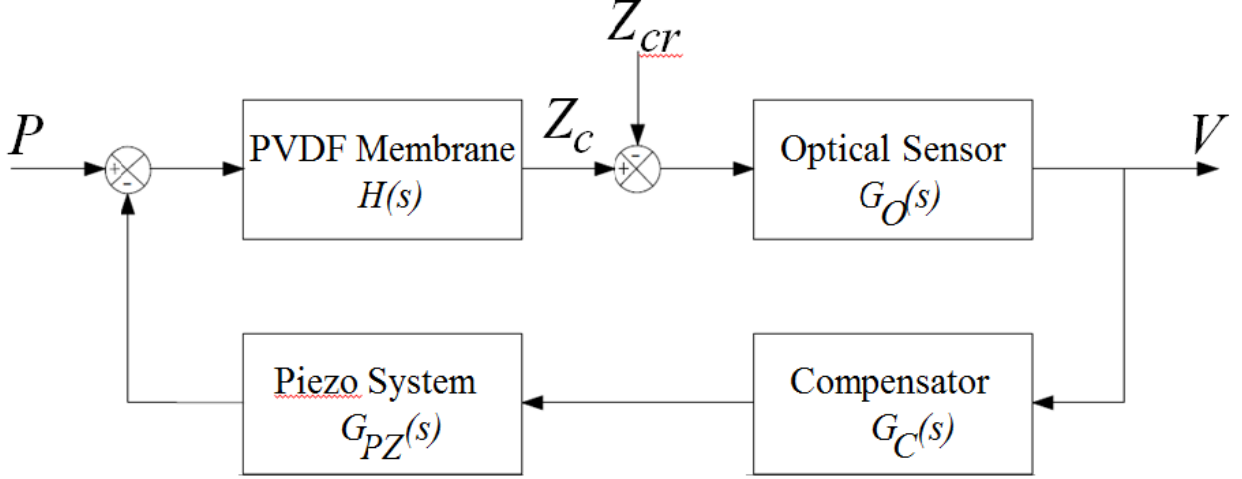 Z_cr
P
PVDF Membrane
H(s)
Z_c
Optical Sensor
G_O(s)
V
+
-
-
+
Piezo System
G_PZ(s)
Compensator
G_C(s)